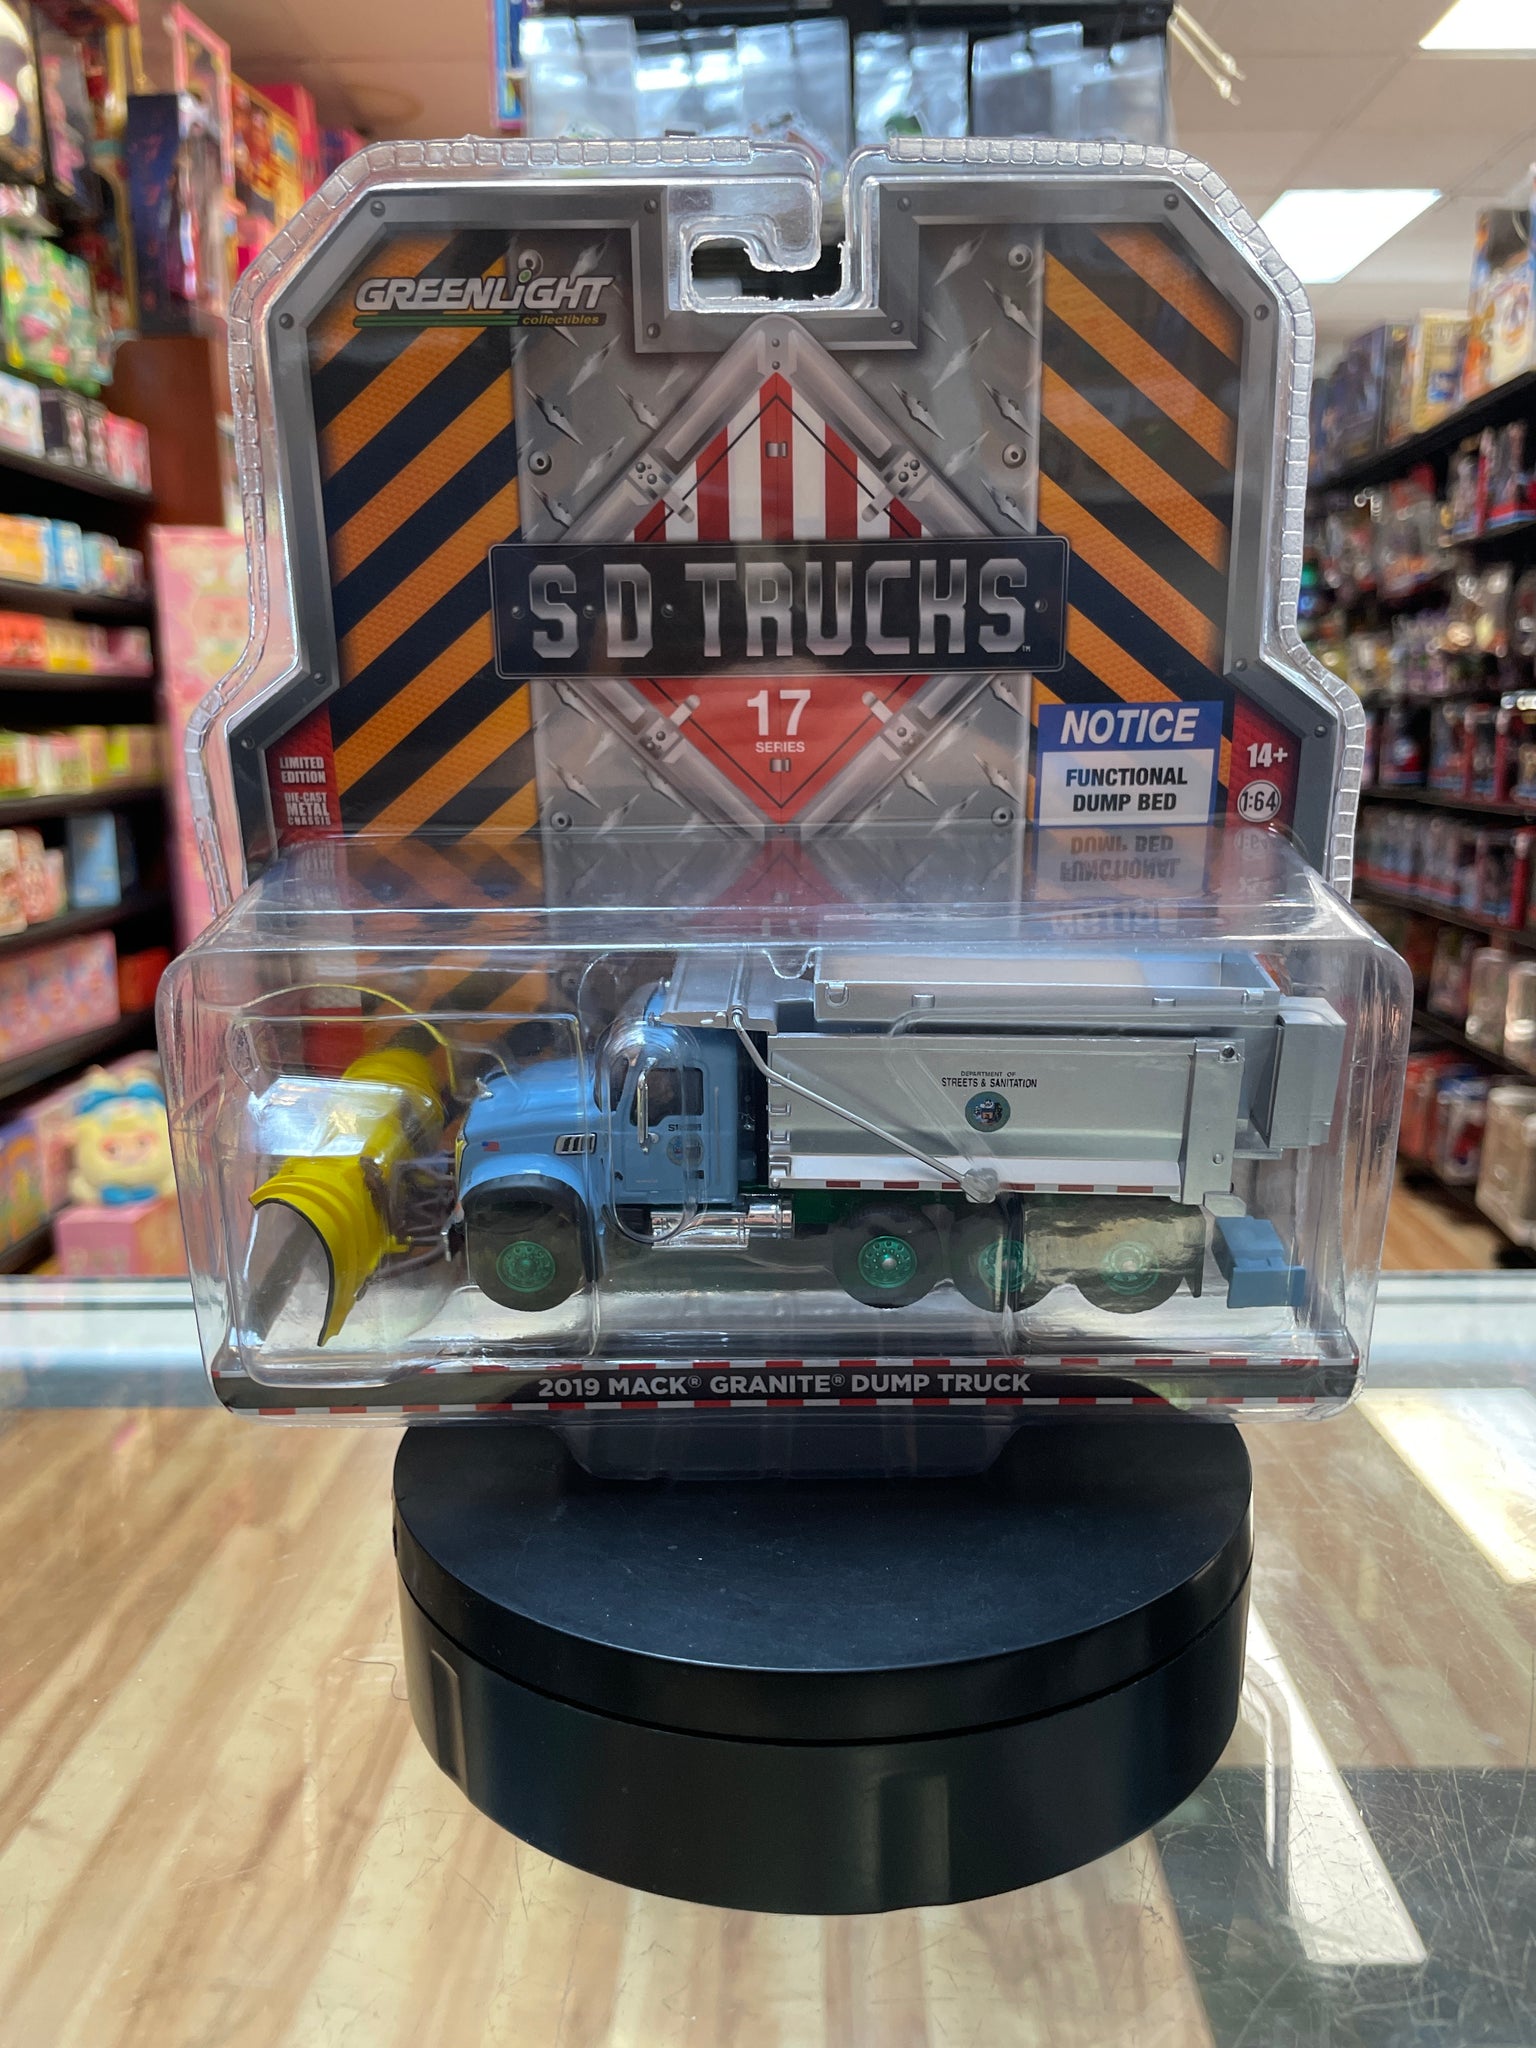 GREENLiGHT
collectibles
S·D·TRUCKS™
17
SERIES
LIMITED
EDITION
DIE-CAST
METAL
CHASSIS
NOTICE
FUNCTIONAL
DUMP BED
14+
1:64
DEPARTMENT OF
STREETS & SANITATION
2019 MACK® GRANITE® DUMP TRUCK